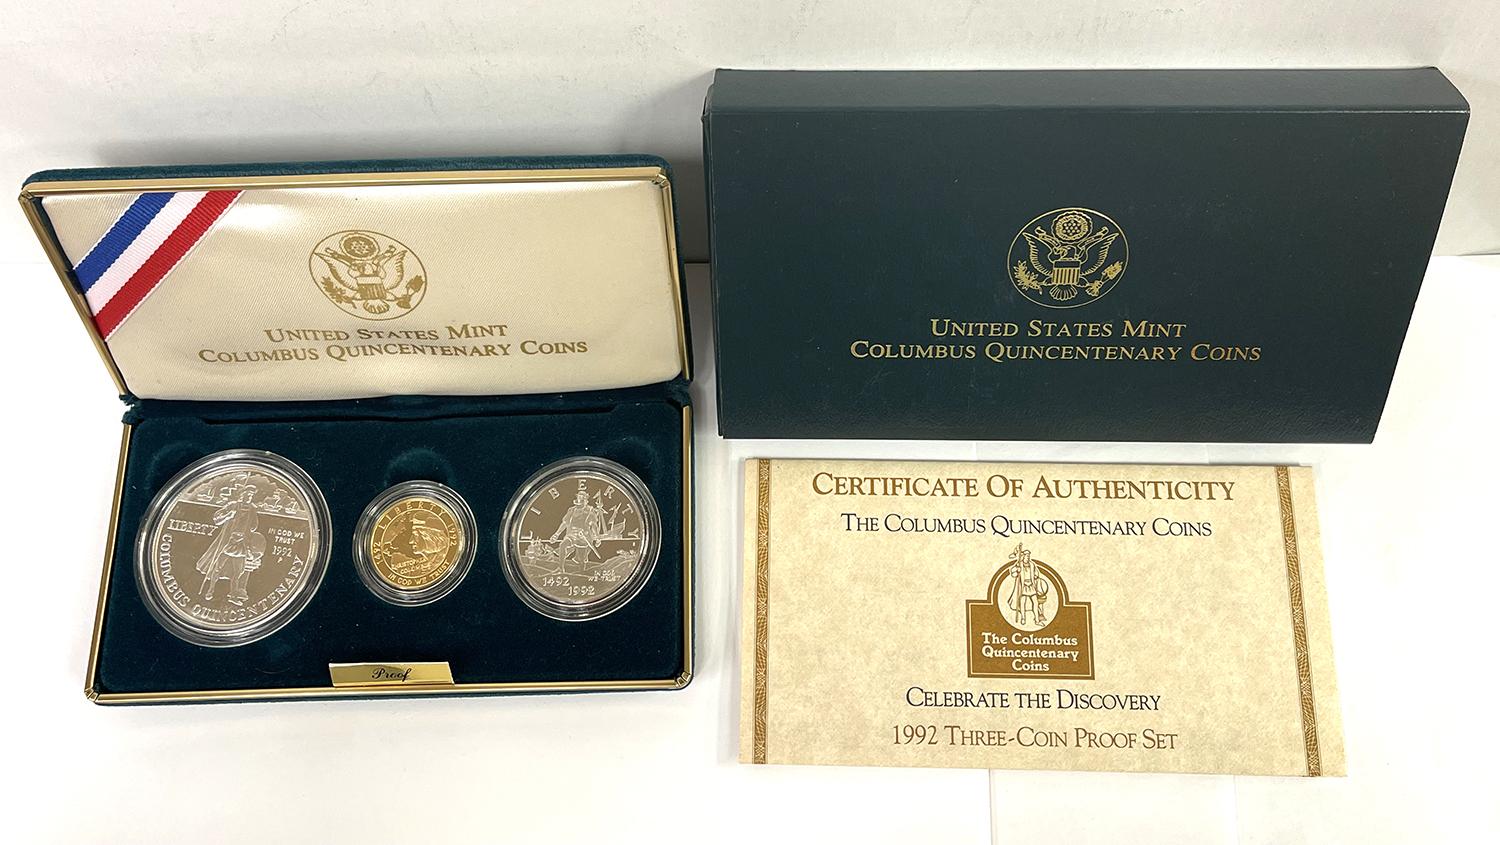 UNITED STATES MINT
COLUMBUS QUINCENTENARY COINS
LIBERTY
IN GOD WE
TRUST
1992
P
COLUMBUS QUINCENTENARY
LIBERTY
1492
1992
CHRISTOPHER
COLUMBUS
IN GOD WE TRUST
LIBERTY
1492
1992
IN GOD
WE TRUST
Proof
UNITED STATES MINT
COLUMBUS QUINCENTENARY COINS
CERTIFICATE OF AUTHENTICITY
THE COLUMBUS QUINCENTENARY COINS
The Columbus
Quincentenary
Coins
CELEBRATE THE DISCOVERY
1992 THREE-COIN PROOF SET